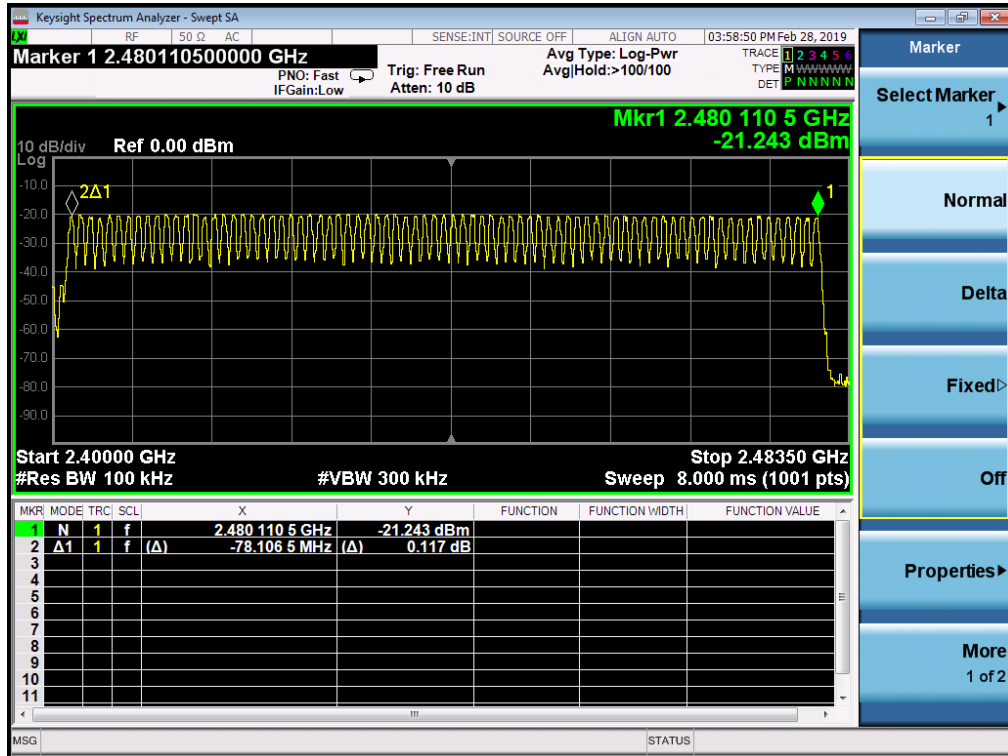 Keysight Spectrum Analyzer - Swept SA
LXI RF 50 Ω AC SENSE:INT SOURCE OFF ALIGN AUTO 03:58:50 PM Feb 28, 2019
Marker 1 2.480110500000 GHz
PNO: Fast
IFGain:Low
Trig: Free Run
Atten: 10 dB
Avg Type: Log-Pwr
Avg|Hold:>100/100
TRACE 1 2 3 4 5 6
TYPE M W W W W W
DET P N N N N N
Mkr1 2.480 110 5 GHz
-21.243 dBm
10 dB/div Ref 0.00 dBm
Log
-10.0
-20.0
-30.0
-40.0
-50.0
-60.0
-70.0
-80.0
-90.0
2Δ1
1
Start 2.40000 GHz Stop 2.48350 GHz
#Res BW 100 kHz #VBW 300 kHz Sweep 8.000 ms (1001 pts)
MKR MODE TRC SCL X Y FUNCTION FUNCTION WIDTH FUNCTION VALUE
1 N 1 f 2.480 110 5 GHz -21.243 dBm
2 Δ1 1 f (Δ) -78.106 5 MHz (Δ) 0.117 dB
3
4
5
6
7
8
9
10
11
MSG STATUS
Marker
Select Marker
1
Normal
Delta
Fixed
Off
Properties
More
1 of 2